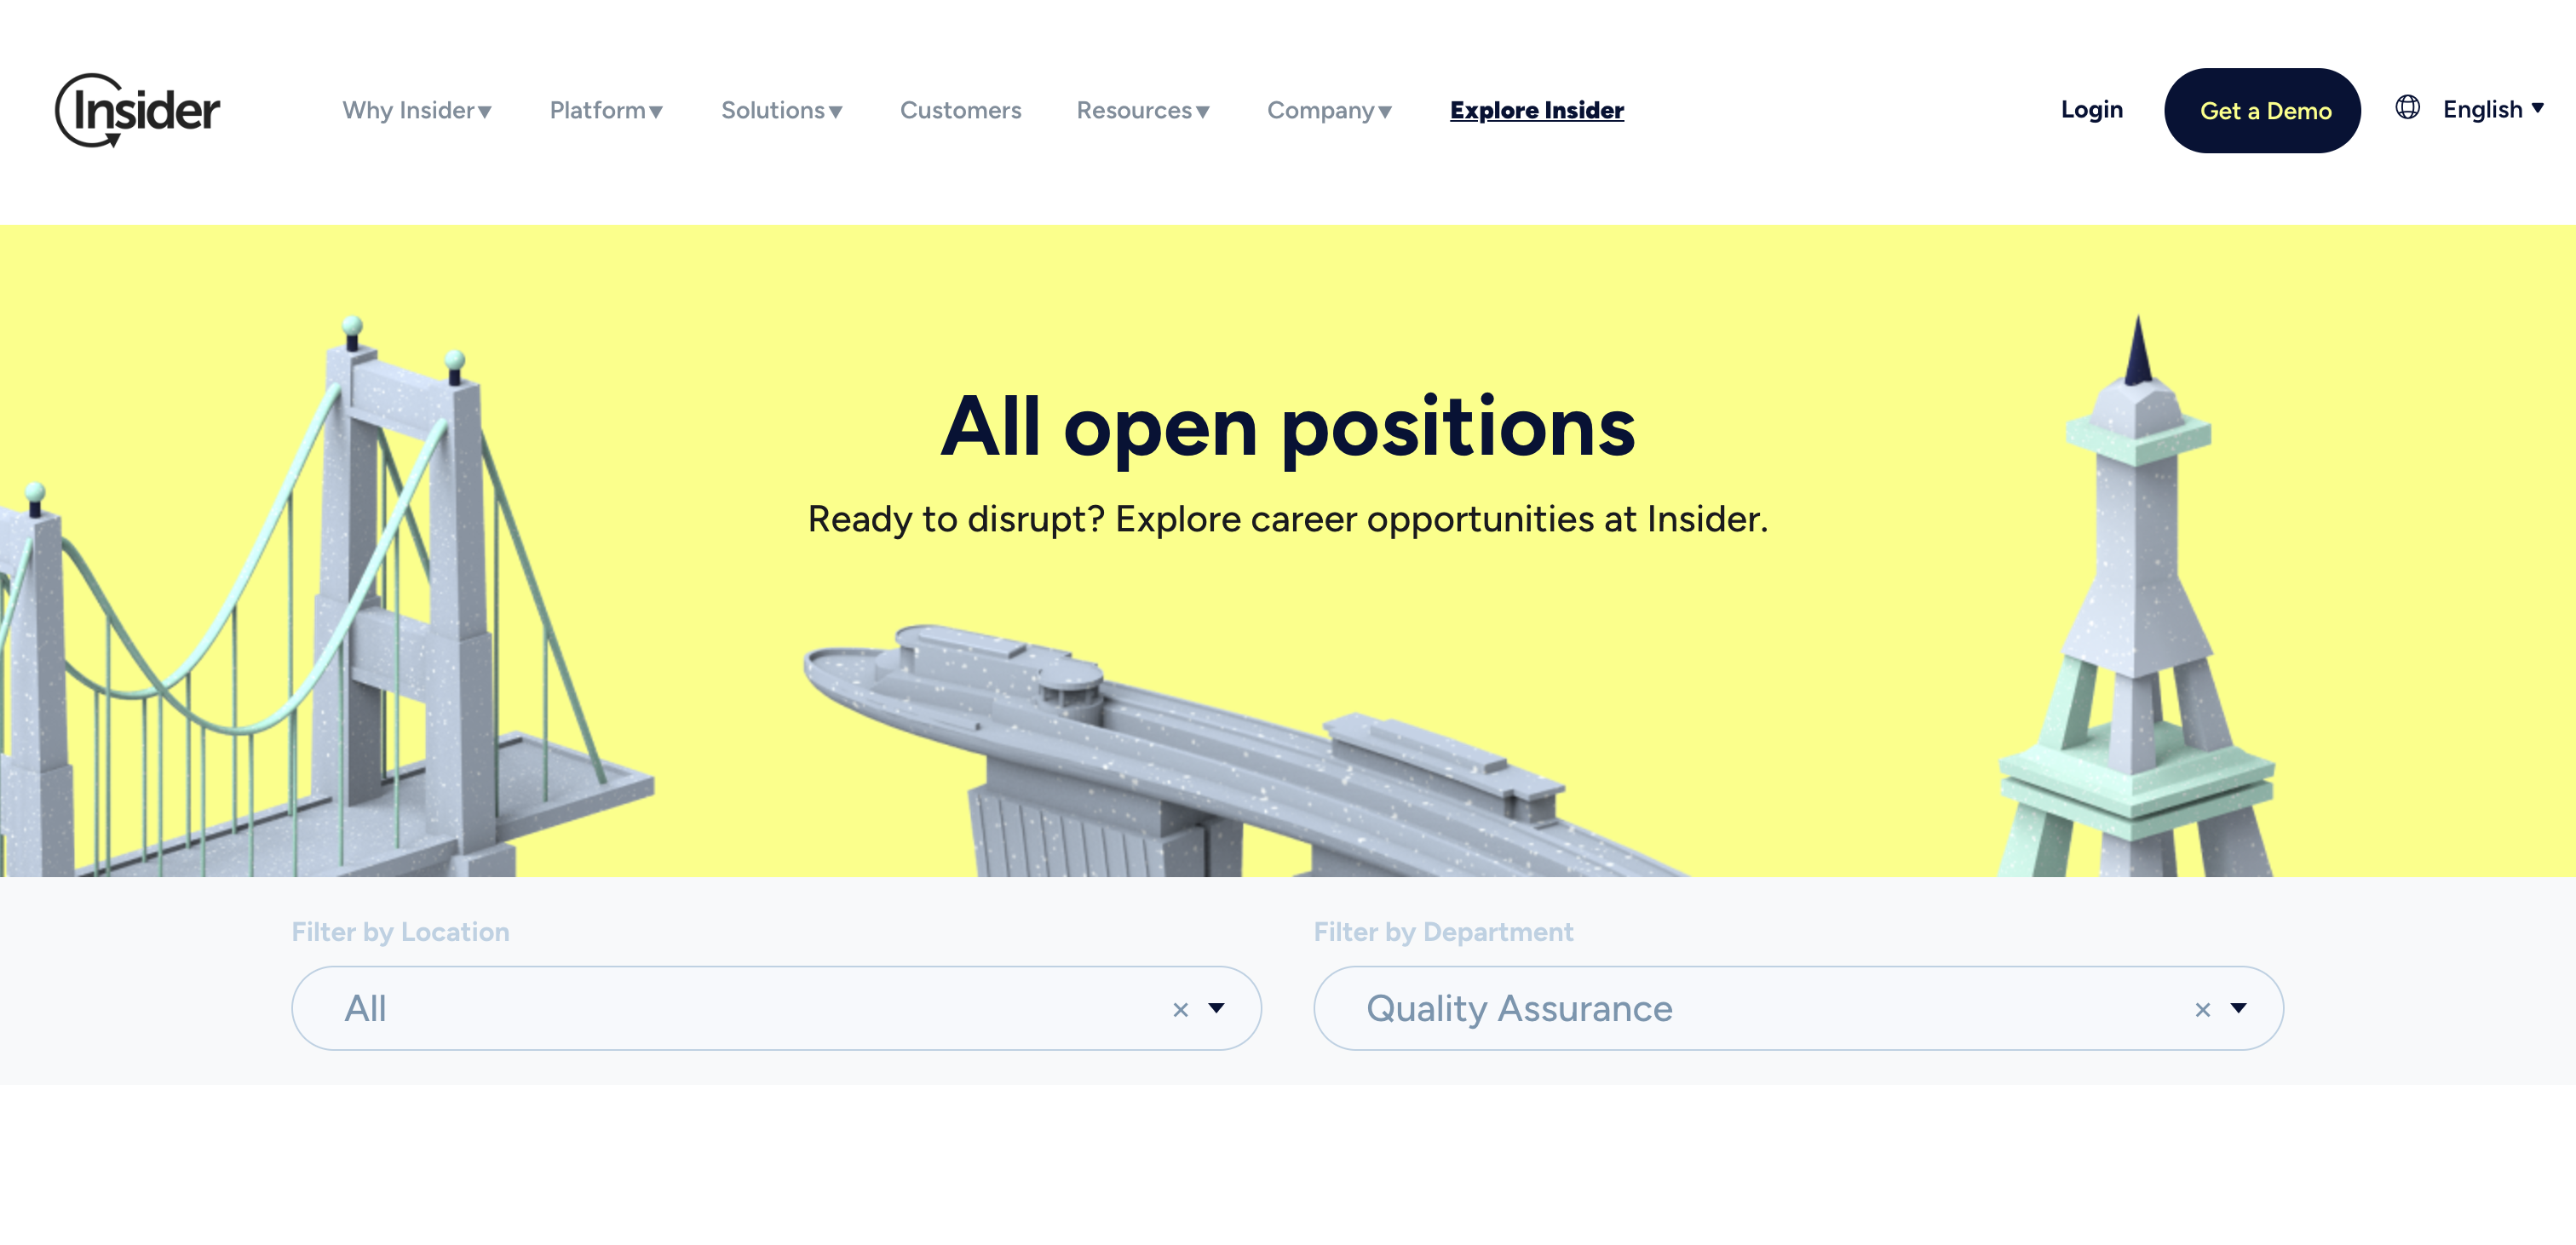 Insider
Why Insider Platform Solutions Customers Resources Company Explore Insider
Login Get a Demo English
All open positions
Ready to disrupt? Explore career opportunities at Insider.
Filter by Location Filter by Department
All × Quality Assurance ×